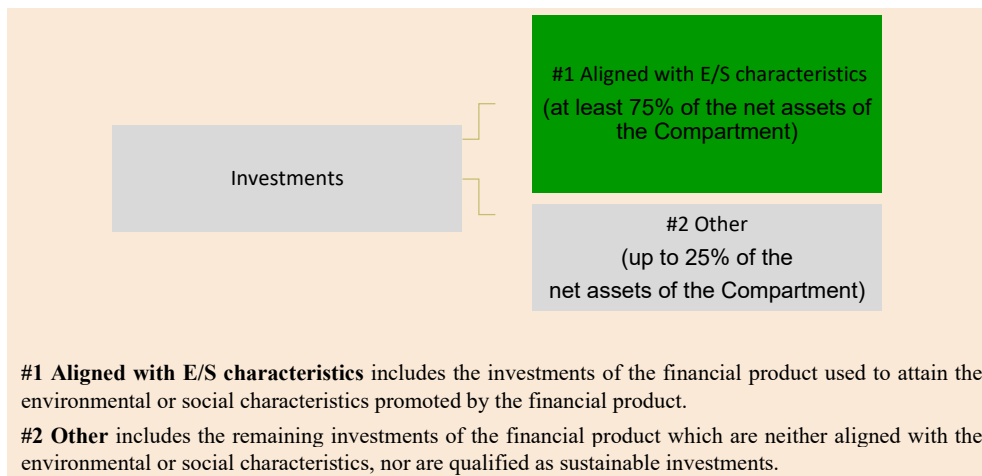 #1 Aligned with E/S characteristics
(at least 75% of the net assets of
the Compartment)
Investments
#2 Other
(up to 25% of the
net assets of the Compartment)
#1 Aligned with E/S characteristics includes the investments of the financial product used to attain the
environmental or social characteristics promoted by the financial product.
#2 Other includes the remaining investments of the financial product which are neither aligned with the
environmental or social characteristics, nor are qualified as sustainable investments.